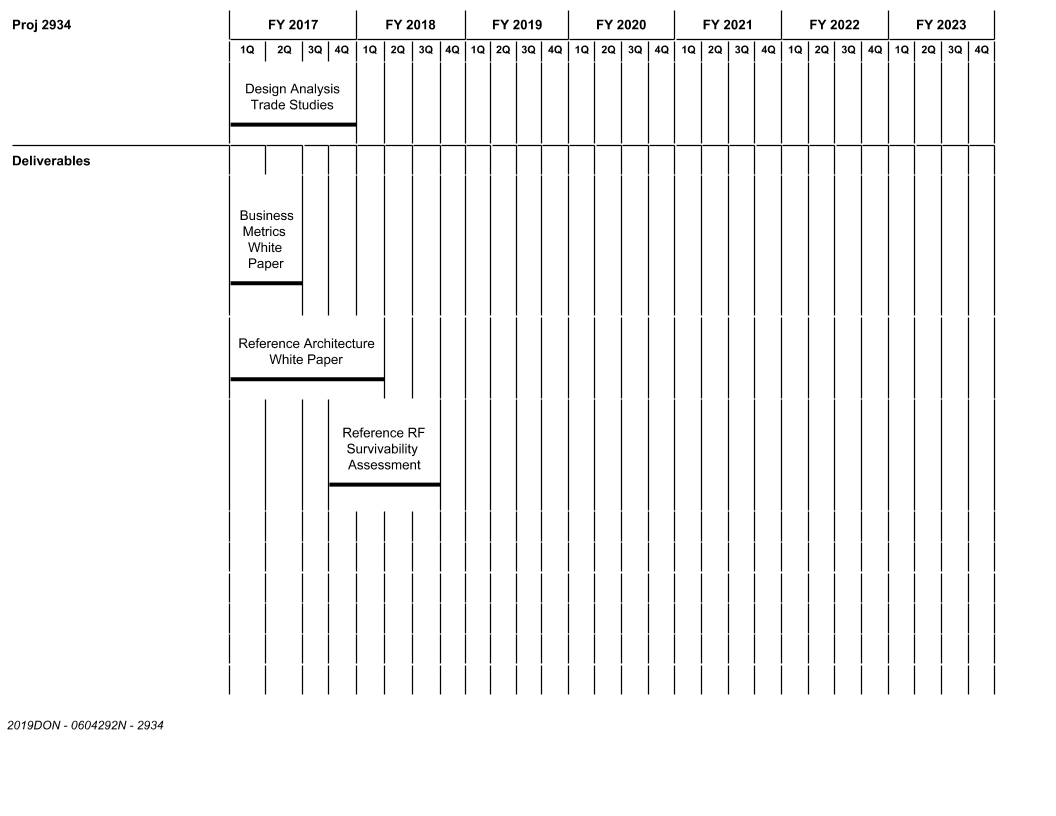 Proj 2934 FY 2017 FY 2018 FY 2019 FY 2020 FY 2021 FY 2022 FY 2023
1Q 2Q 3Q 4Q 1Q 2Q 3Q 4Q 1Q 2Q 3Q 4Q 1Q 2Q 3Q 4Q 1Q 2Q 3Q 4Q 1Q 2Q 3Q 4Q 1Q 2Q 3Q 4Q
Design Analysis
Trade Studies
Deliverables
Business
Metrics
White
Paper
Reference Architecture
White Paper
Reference RF
Survivability
Assessment
2019DON - 0604292N - 2934